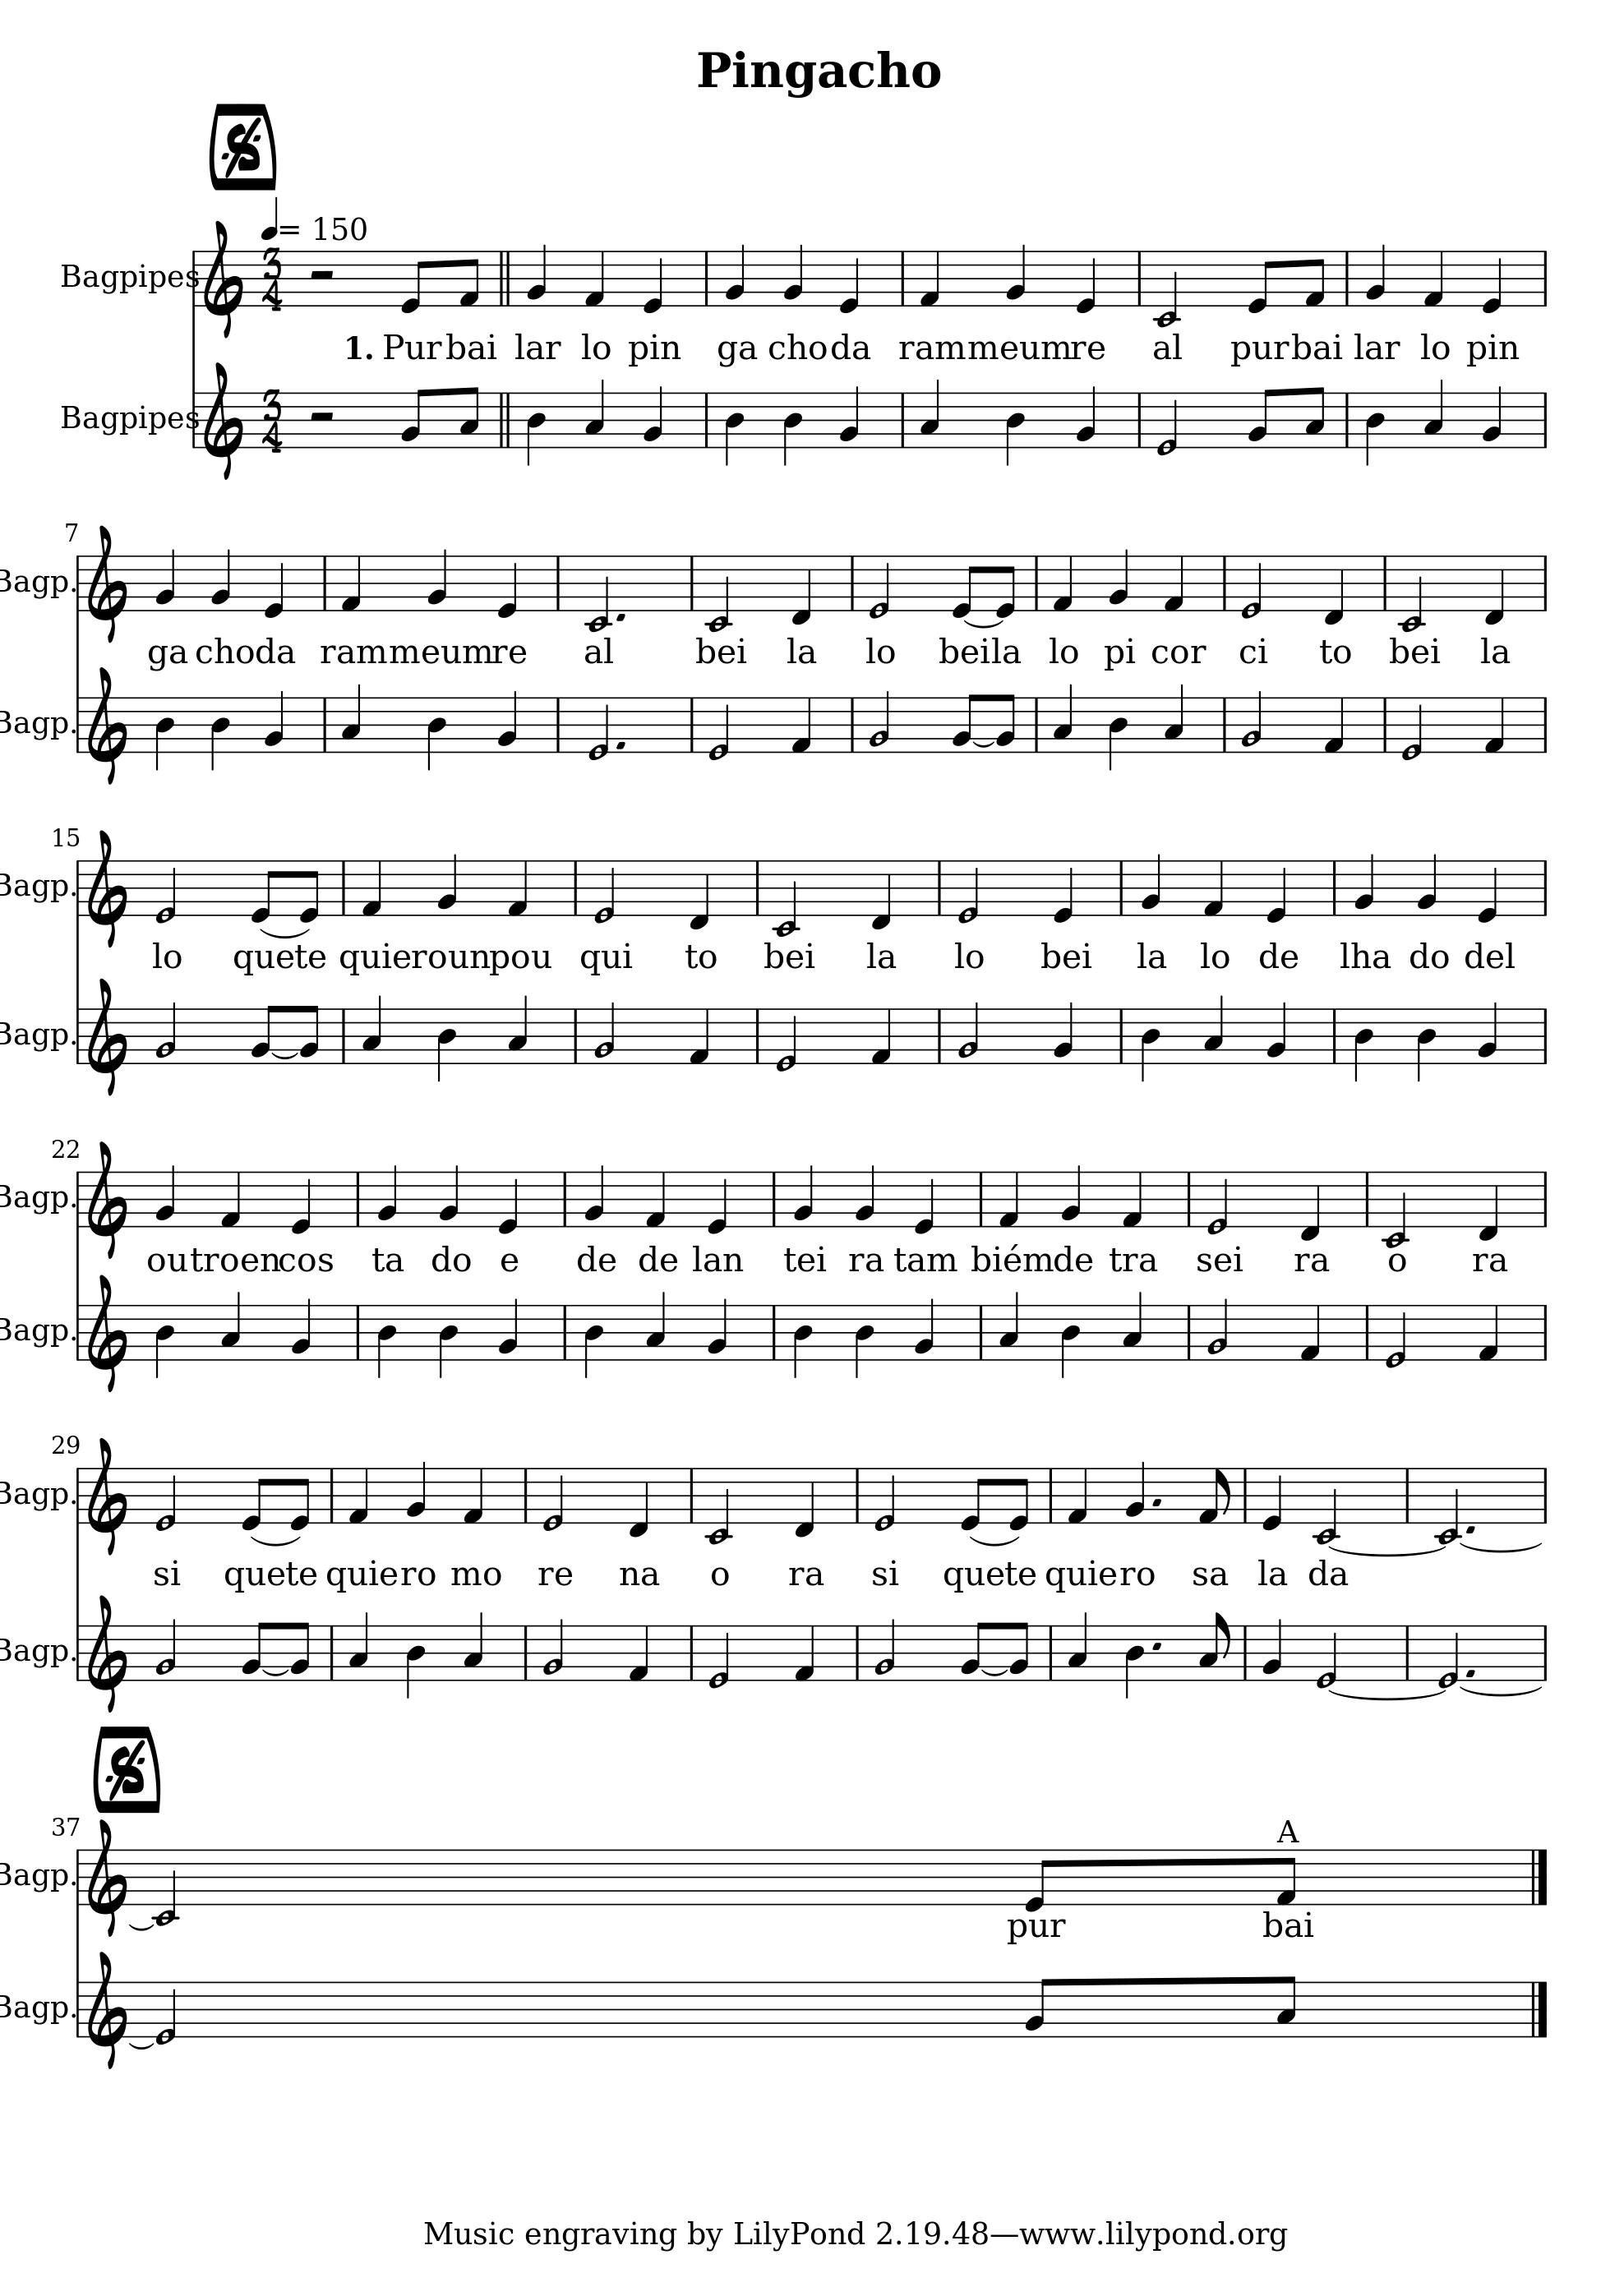 Pingacho
= 150
Bagpipes 3 4
1. Pur bai lar lo pin ga cho da ram meum re al pur bai lar lo pin
Bagpipes 3 4
7
Bagp.
ga cho da ram meum re al bei la lo bei la lo pi cor ci to bei la
Bagp.
15
Bagp.
lo que te quie roun pou qui to bei la lo bei la lo de lha do del
Bagp.
22
Bagp.
ou troen cos ta do e de de lan tei ra tam biém de tra sei ra o ra
Bagp.
29
Bagp.
si que te quie ro mo re na o ra si que te quie ro sa la da
Bagp.
37
A
Bagp.
pur bai
Bagp.
Music engraving by LilyPond 2.19.48—www.lilypond.org